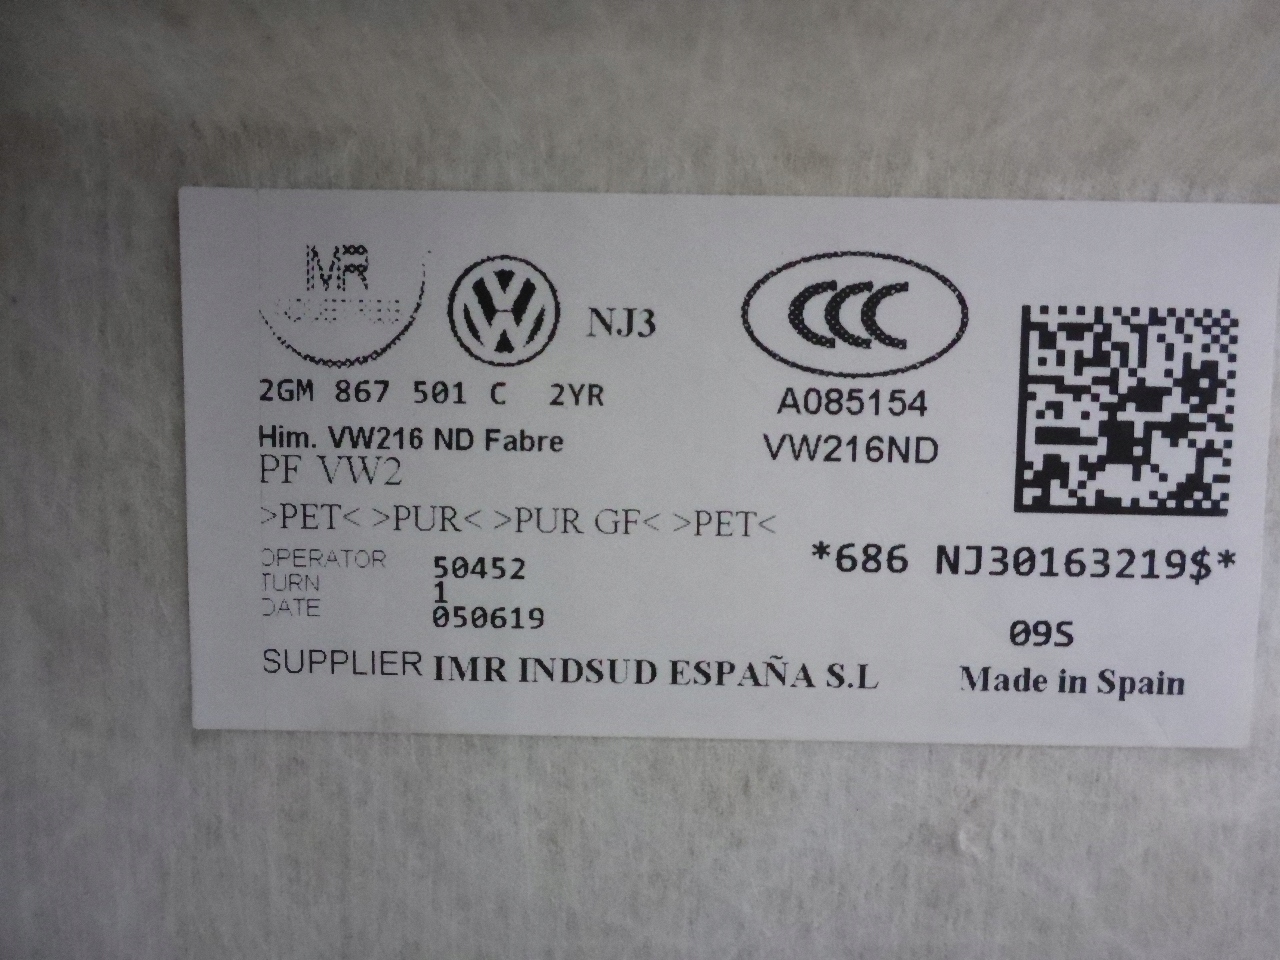 IMR
NJ3
CCC
2GM 867 501 C 2YR
A085154
Him. VW216 ND Fabre
VW216ND
PF VW2
>PET< >PUR< >PUR GF< >PET<
*686 NJ30163219$*
OPERATOR 50452
TURN 1
DATE 050619
09S
SUPPLIER IMR INDSUD ESPAÑA S.L
Made in Spain